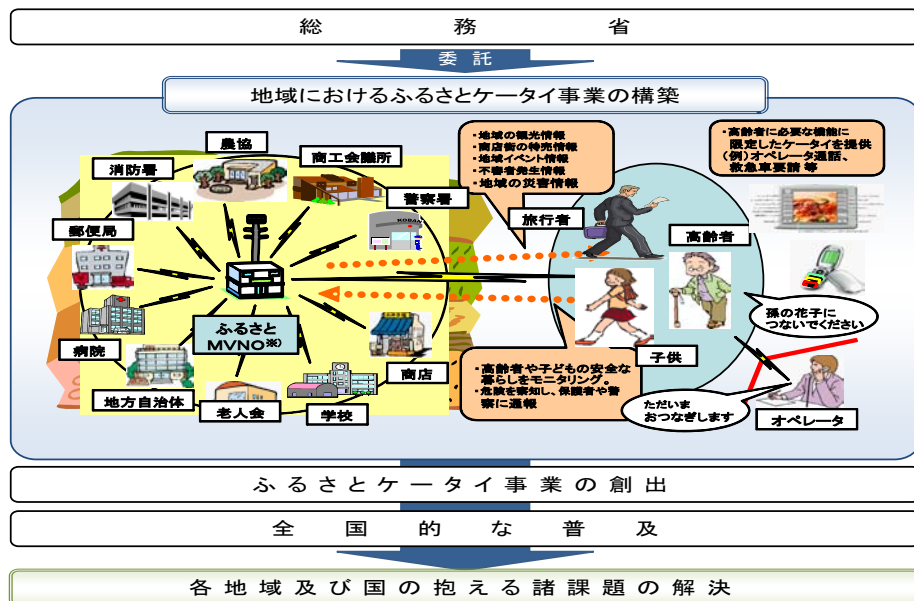 総務省
委託
地域におけるふるさとケータイ事業の構築
農協
消防署
商工会議所
警察署
郵便局
KOBAN
病院
ふるさと
MVNO※)
地方自治体
老人会
学校
商店
・地域の観光情報
・商店街の特売情報
・地域イベント情報
・不審者発生情報
・地域の災害情報
旅行者
高齢者
子供
・高齢者に必要な機能に
限定したケータイを提供
(例)オペレータ通話、
救急車要請 等
・高齢者や子どもの安全な
暮らしをモニタリング。
・危険を察知し、保護者や警
察に通報
孫の花子に
つないでください
ただいま
おつなぎします
オペレータ
ふるさとケータイ事業の創出
全国的な普及
各地域及び国の抱える諸課題の解決